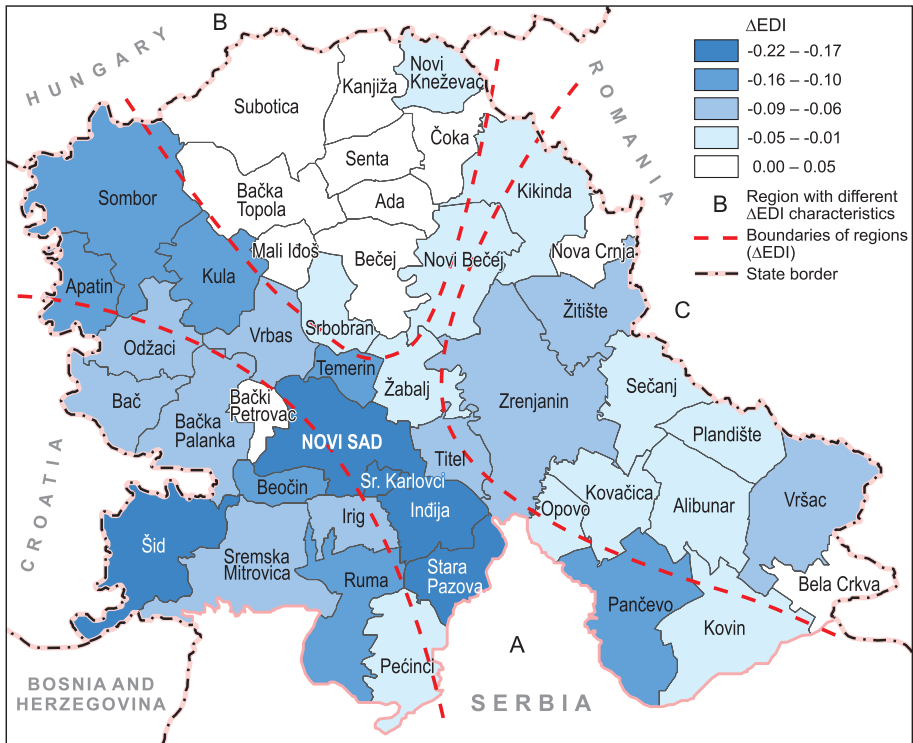 B
HUNGARY
ROMANIA
CROATIA
BOSNIA AND
HERZEGOVINA
SERBIA
ΔEDI
-0.22 – -0.17
-0.16 – -0.10
-0.09 – -0.06
-0.05 – -0.01
0.00 – 0.05
B Region with different
ΔEDI characteristics
Boundaries of regions
(ΔEDI)
State border
Novi
Kneževac
Kanjiža
Subotica
Čoka
Senta
Sombor
Bačka
Topola
Ada
Kikinda
Mali Iđoš
Bečej
Novi Bečej
Nova Crnja
Apatin
Kula
Žitište
C
Srbobran
Vrbas
Odžaci
Temerin
Žabalj
Sečanj
Bač
Bački
Petrovac
Zrenjanin
Bačka
Palanka
NOVI SAD
Plandište
Titel
Beočin
Sr. Karlovci
Kovačica
Vršac
Opovo
Alibunar
Inđija
Irig
Šid
Sremska
Mitrovica
Stara
Pazova
Ruma
Bela Crkva
Pančevo
Kovin
A
Pećinci